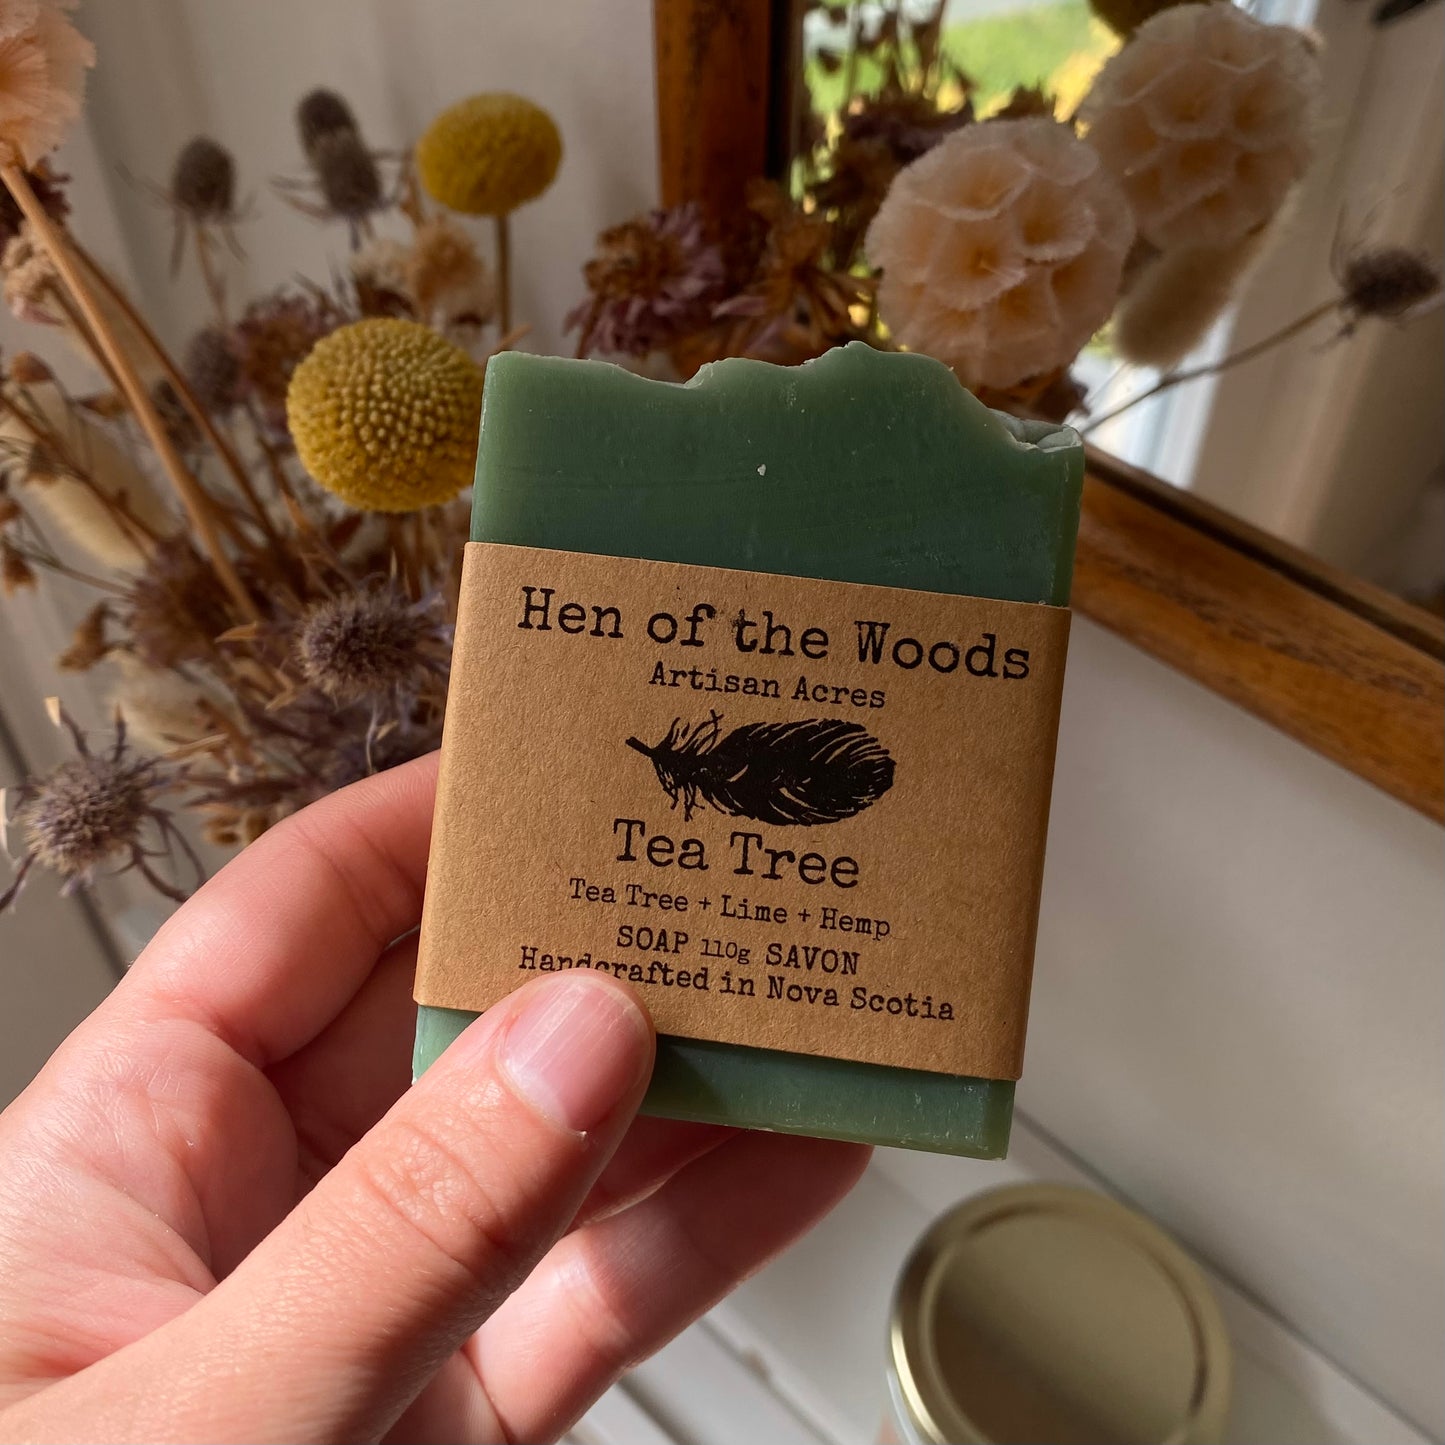 Hen of the Woods
Artisan Acres
Tea Tree
Tea Tree + Lime + Hemp
SOAP 110g SAVON
Handcrafted in Nova Scotia